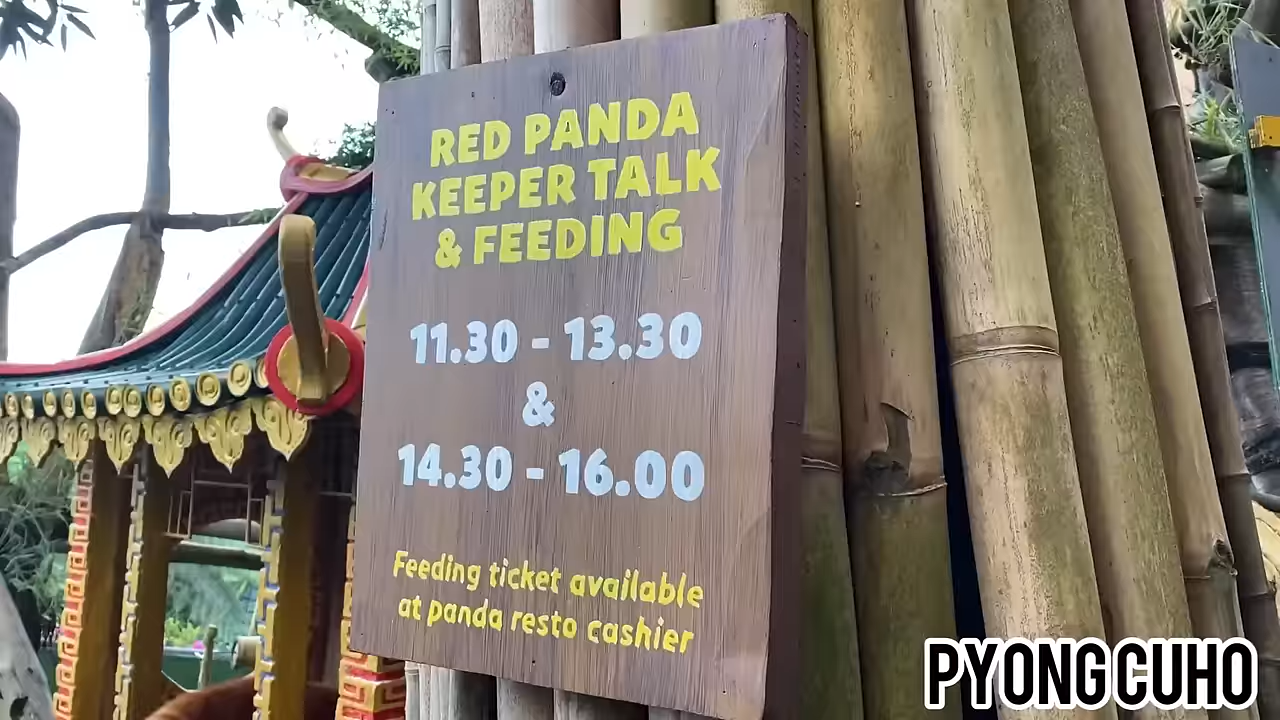 RED PANDA
KEEPER TALK
& FEEDING
11.30 - 13.30
&
14.30 - 16.00
Feeding ticket available
at panda resto cashier
PYONGCUHO